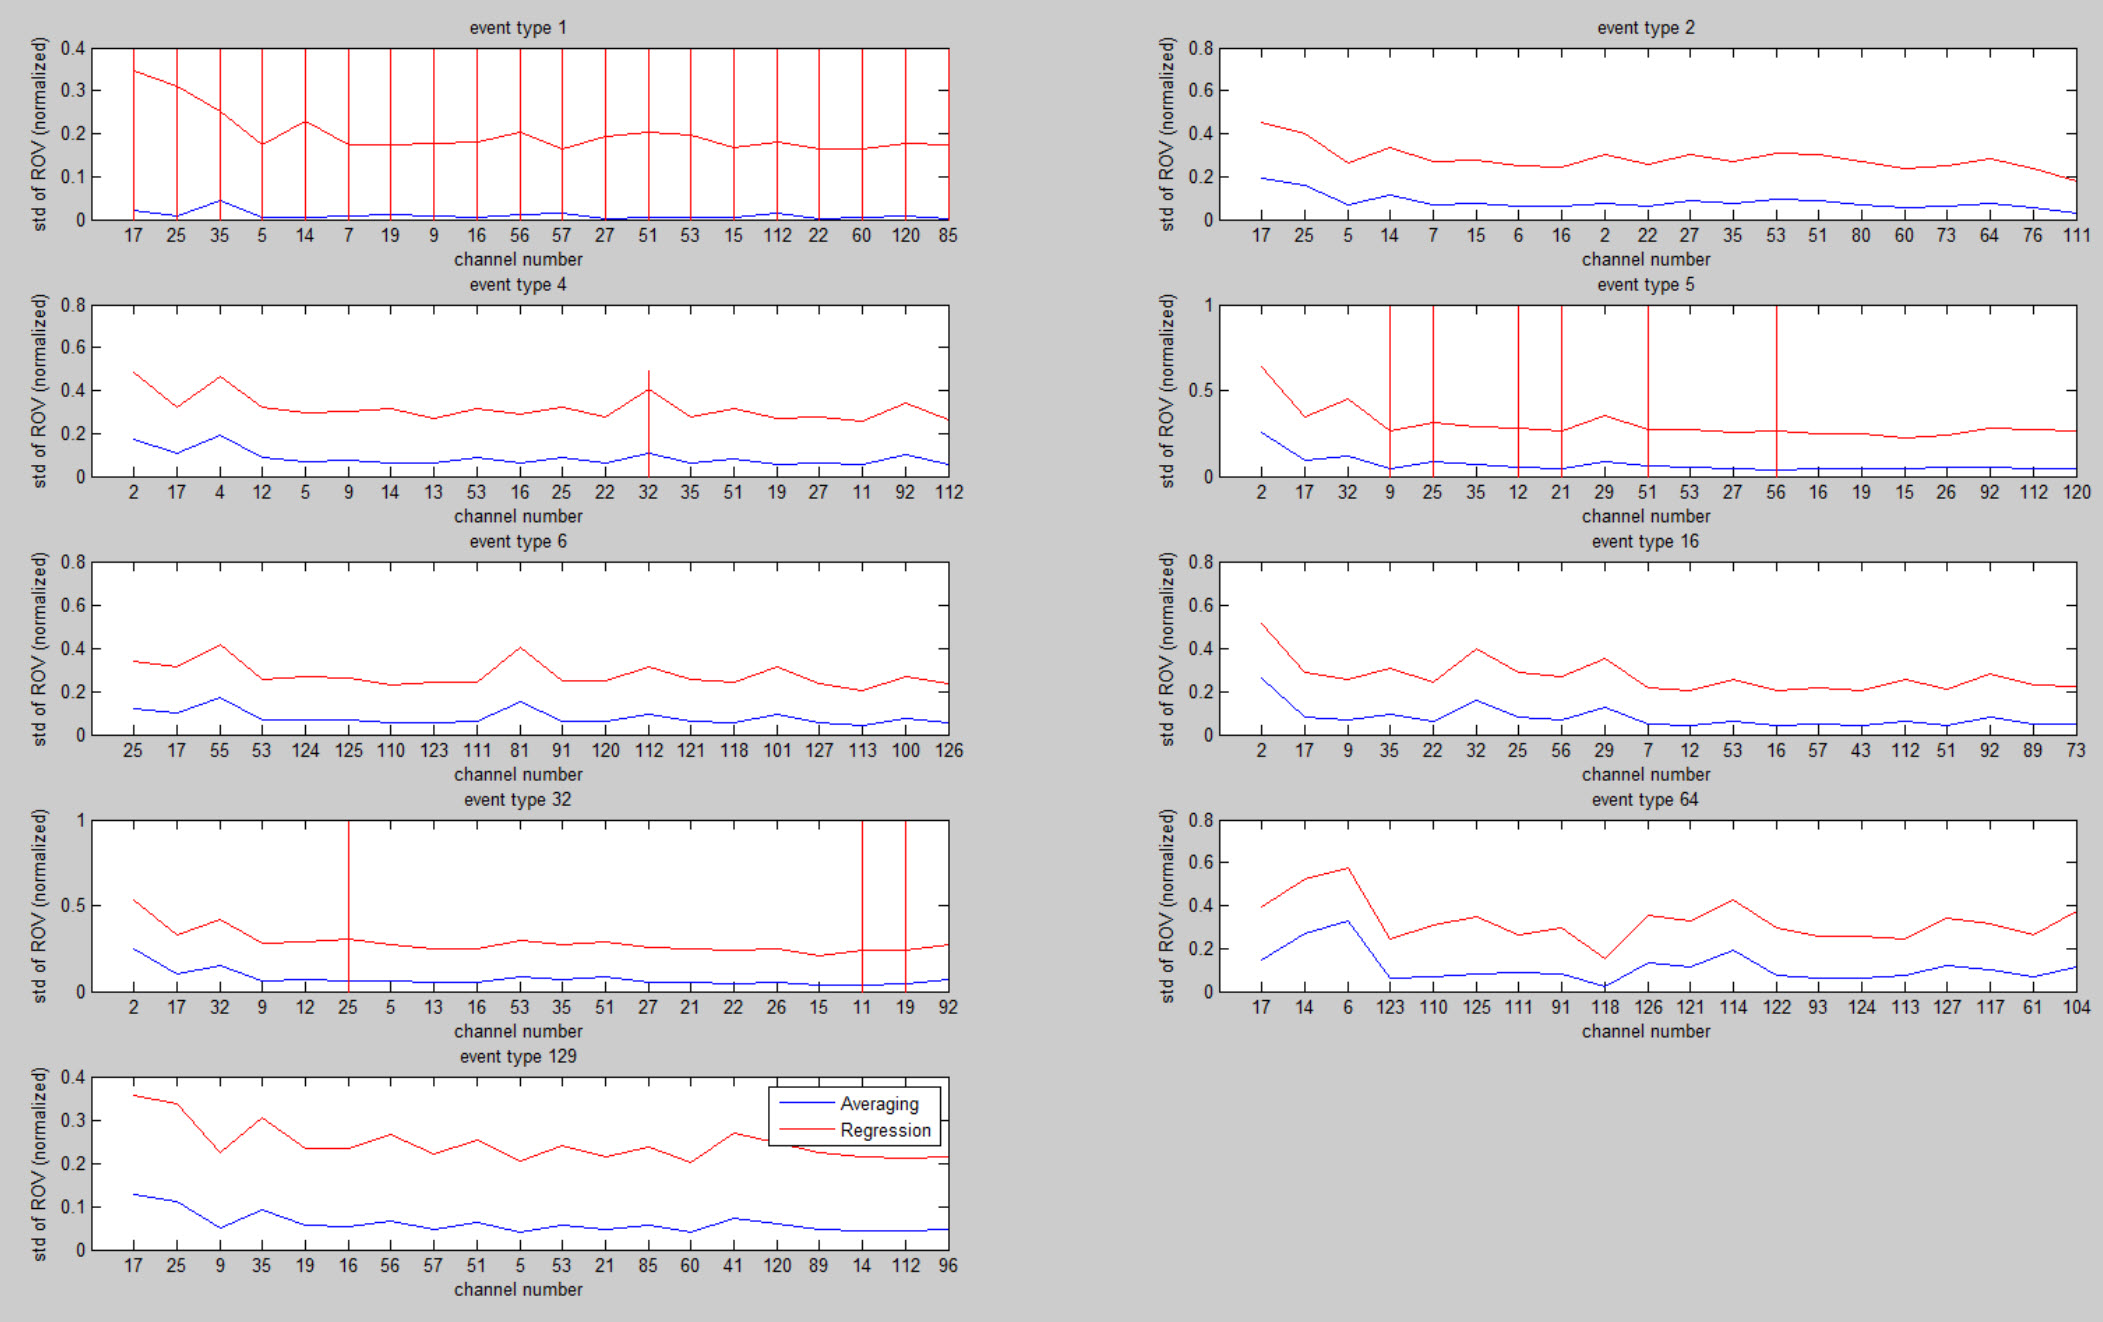 event type 1
0.4
0.3
0.2
0.1
0
std of ROV (normalized)
17 25 35 5 14 7 19 9 16 56 57 27 51 53 15 112 22 60 120 85
channel number
event type 2
0.8
0.6
0.4
0.2
0
std of ROV (normalized)
17 25 5 14 7 15 6 16 2 22 27 35 53 51 80 60 73 64 76 111
channel number
event type 4
0.8
0.6
0.4
0.2
0
std of ROV (normalized)
2 17 4 12 5 9 14 13 53 16 25 22 32 35 51 19 27 11 92 112
channel number
event type 5
1
0.5
0
std of ROV (normalized)
2 17 32 9 25 35 12 21 29 51 53 27 56 16 19 15 26 92 112 120
channel number
event type 6
0.8
0.6
0.4
0.2
0
std of ROV (normalized)
25 17 55 53 124 125 110 123 111 81 91 120 112 121 118 101 127 113 100 126
channel number
event type 16
0.8
0.6
0.4
0.2
0
std of ROV (normalized)
2 17 9 35 22 32 25 56 29 7 12 53 16 57 43 112 51 92 89 73
channel number
event type 32
1
0.5
0
std of ROV (normalized)
2 17 32 9 12 25 5 13 16 53 35 51 27 21 22 26 15 11 19 92
channel number
event type 64
0.8
0.6
0.4
0.2
0
std of ROV (normalized)
17 14 6 123 110 125 111 91 118 126 121 114 122 93 124 113 127 117 61 104
channel number
event type 129
0.4
0.3
0.2
0.1
0
std of ROV (normalized)
Averaging
Regression
17 25 9 35 19 16 56 57 51 5 53 21 85 60 41 120 89 14 112 96
channel number